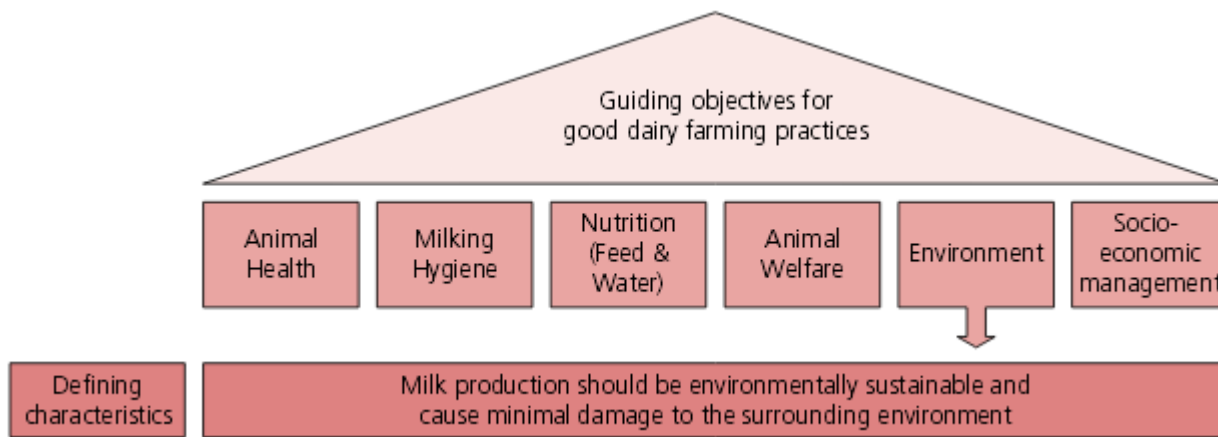 Guiding objectives for
good dairy farming practices
Animal
Health
Milking
Hygiene
Nutrition
(Feed &
Water)
Animal
Welfare
Environment
Socio-
economic
management
Defining
characteristics
Milk production should be environmentally sustainable and
cause minimal damage to the surrounding environment